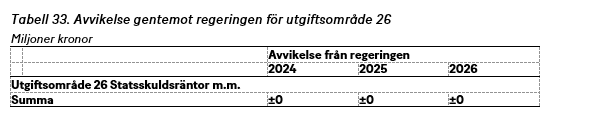 Tabell 33. Avvikelse gentemot regeringen för utgiftsområde 26
Miljoner kronor
Avvikelse från regeringen
2024 2025 2026
Utgiftsområde 26 Statsskuldsräntor m.m.
Summa ±0 ±0 ±0